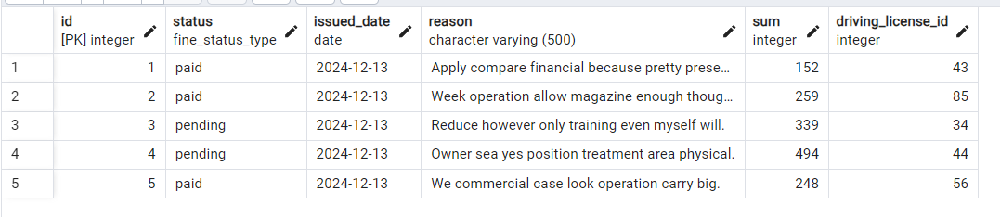 id status issued_date reason sum driving_license_id
[PK] integer fine_status_type date character varying (500) integer integer
1 1 paid 2024-12-13 Apply compare financial because pretty prese… 152 43
2 2 paid 2024-12-13 Week operation allow magazine enough thoug… 259 85
3 3 pending 2024-12-13 Reduce however only training even myself will. 339 34
4 4 pending 2024-12-13 Owner sea yes position treatment area physical. 494 44
5 5 paid 2024-12-13 We commercial case look operation carry big. 248 56